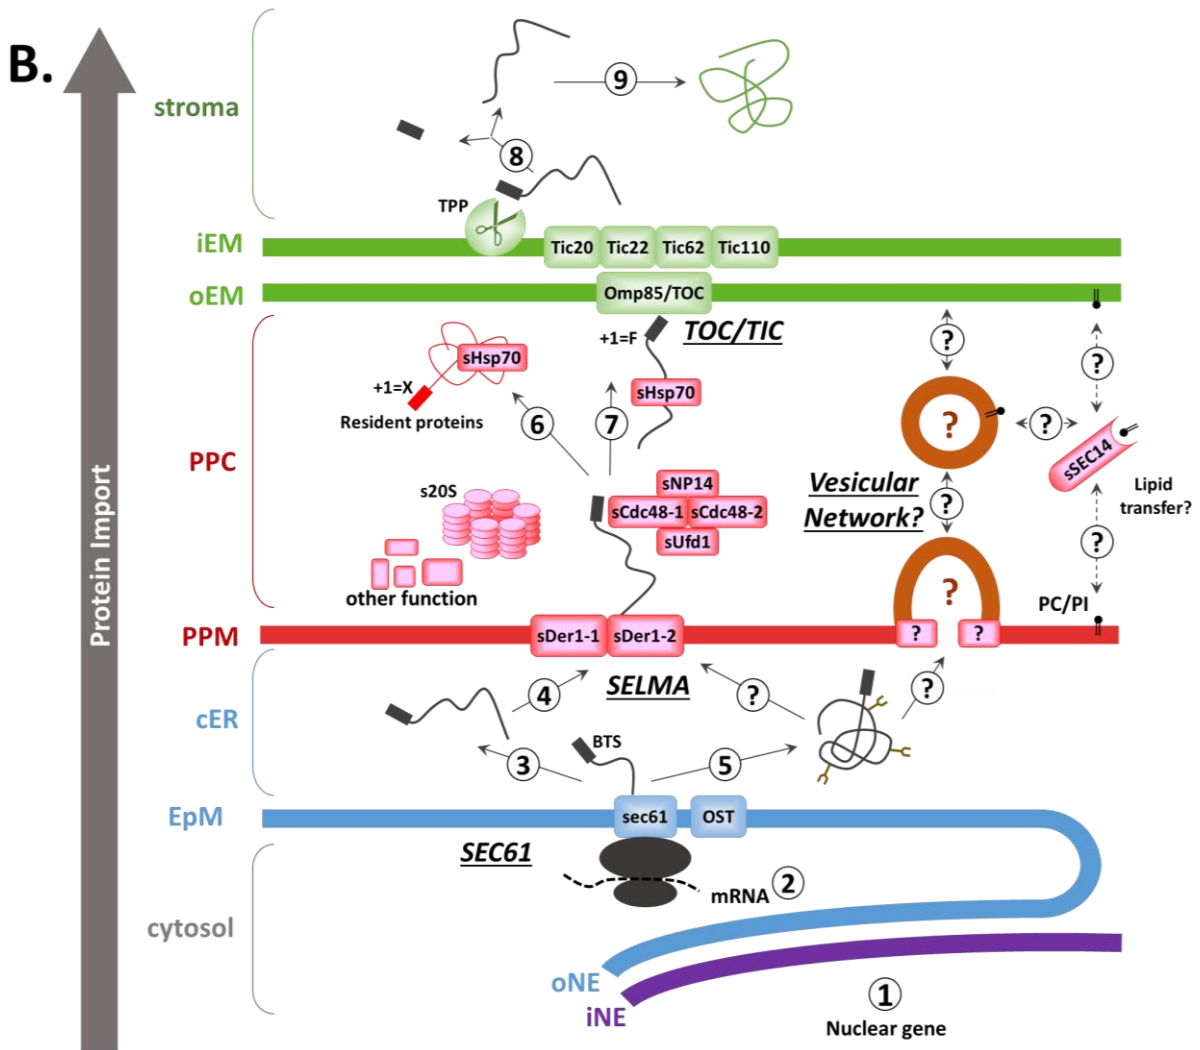 B.
Protein Import
stroma
9
8
TPP
iEM
Tic20 Tic22 Tic62 Tic110
oEM
Omp85/TOC
TOC/TIC
+1=F
sHsp70
+1=X
Resident proteins
sHsp70
6
7
?
?
?
?
sSEC14
Lipid
transfer?
PPC
s20S
sNP14
sCdc48-1 sCdc48-2
sUfd1
Vesicular
Network?
?
?
other function
?
PC/PI
PPM
sDer1-1 sDer1-2
? ?
SELMA
4
?
?
cER
BTS
3
5
EpM
sec61 OST
SEC61
mRNA 2
cytosol
oNE
iNE
1
Nuclear gene